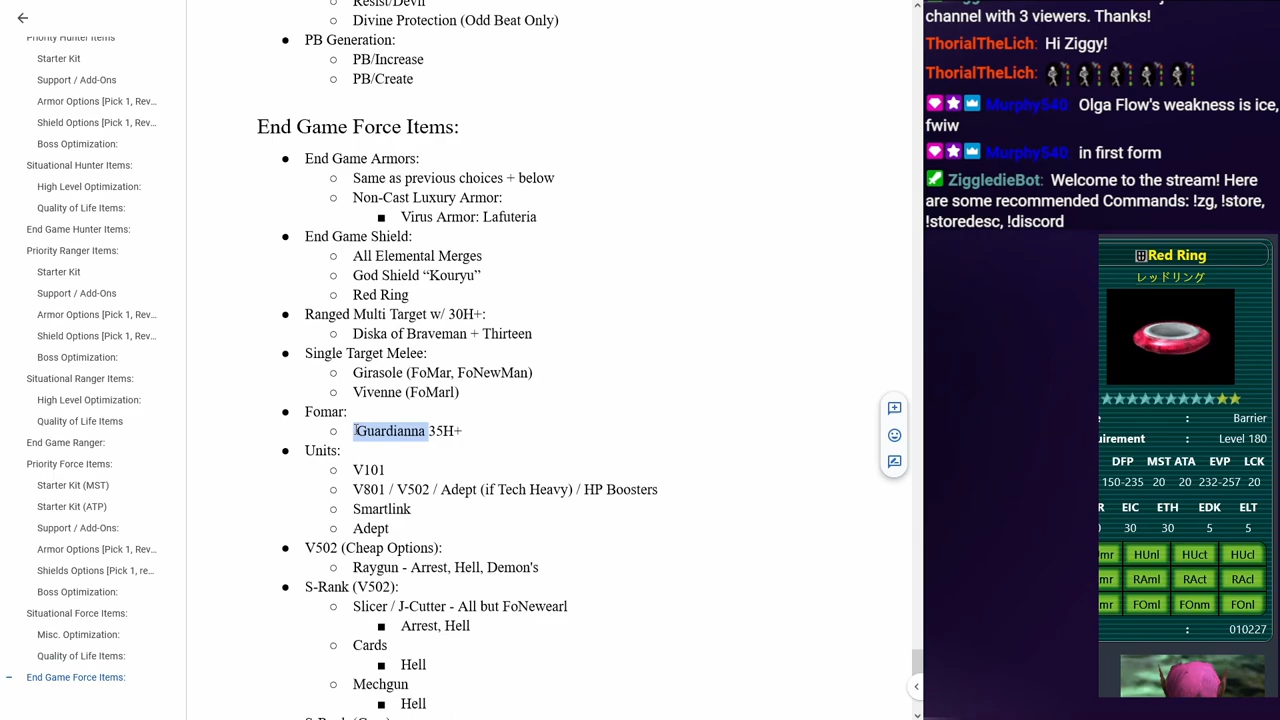 Priority Hunter Items
Starter Kit
Support / Add-Ons
Armor Options [Pick 1, Rev...
Shield Options [Pick 1, Rev...
Boss Optimization:
Situational Hunter Items:
High Level Optimization:
Quality of Life Items:
End Game Hunter Items:
Priority Ranger Items:
Starter Kit
Support / Add-Ons:
Armor Options [Pick 1, Rev...
Shield Options [Pick 1, Rev...
Boss Optimization:
Situational Ranger Items:
High Level Optimization:
Quality of Life Items
End Game Ranger:
Priority Force Items:
Starter Kit (MST)
Starter Kit (ATP)
Support / Add-Ons:
Armor Options [Pick 1, Rev...
Shields Options [Pick 1, re...
Boss Optimization:
Situational Force Items:
Misc. Optimization:
Quality of Life Items:
End Game Force Items:
Resist/Devil
Divine Protection (Odd Beat Only)
PB Generation:
PB/Increase
PB/Create
End Game Force Items:
End Game Armors:
Same as previous choices + below
Non-Cast Luxury Armor:
Virus Armor: Lafuteria
End Game Shield:
All Elemental Merges
God Shield “Kouryu”
Red Ring
Ranged Multi Target w/ 30H+:
Diska of Braveman + Thirteen
Single Target Melee:
Girasole (FoMar, FoNewMan)
Vivenne (FoMarl)
Fomar:
Guardianna 35H+
Units:
V101
V801 / V502 / Adept (if Tech Heavy) / HP Boosters
Smartlink
Adept
V502 (Cheap Options):
Raygun - Arrest, Hell, Demon's
S-Rank (V502):
Slicer / J-Cutter - All but FoNewearl
Arrest, Hell
Cards
Hell
Mechgun
Hell
channel with 3 viewers. Thanks!
ThorialTheLich: Hi Ziggy!
ThorialTheLich:
Murphy540: Olga Flow's weakness is ice,
fwiw
Murphy540: in first form
ZiggledieBot: Welcome to the stream! Here
are some recommended Commands: !zg, !store,
!storedesc, !discord
Red Ring
レッドリング
: Barrier
uirement : Level 180
DFP MST ATA EVP LCK
150-235 20 20 232-257 20
R EIC ETH EDK ELT
30 30 5 5
mr HUnl HUct HUcl
mr RAml RAct RAcl
mr FOml FOnm FOnl
: 010227